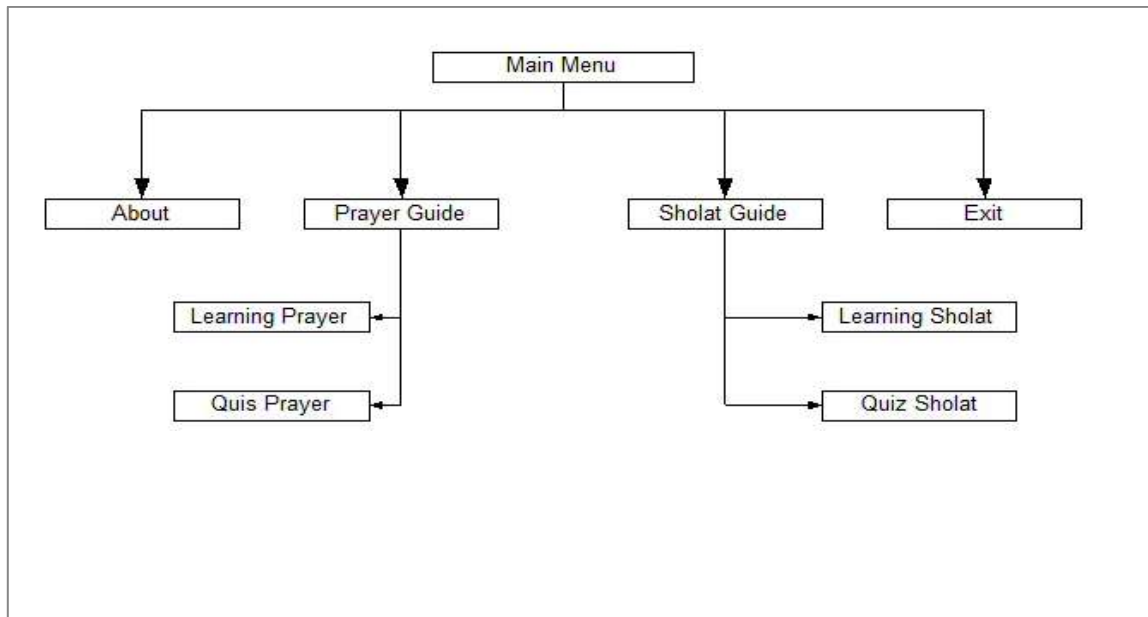 Main Menu
About
Prayer Guide
Sholat Guide
Exit
Learning Prayer
Learning Sholat
Quis Prayer
Quiz Sholat